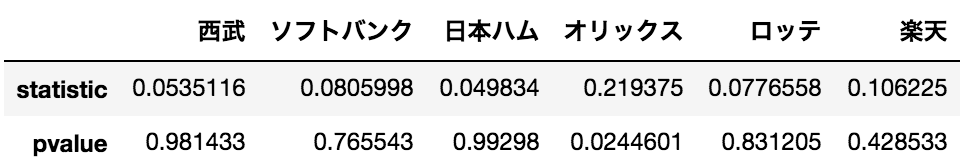 西武 ソフトバンク 日本ハム オリックス ロッテ 楽天
statistic 0.0535116 0.0805998 0.049834 0.219375 0.0776558 0.106225
pvalue 0.981433 0.765543 0.99298 0.0244601 0.831205 0.428533